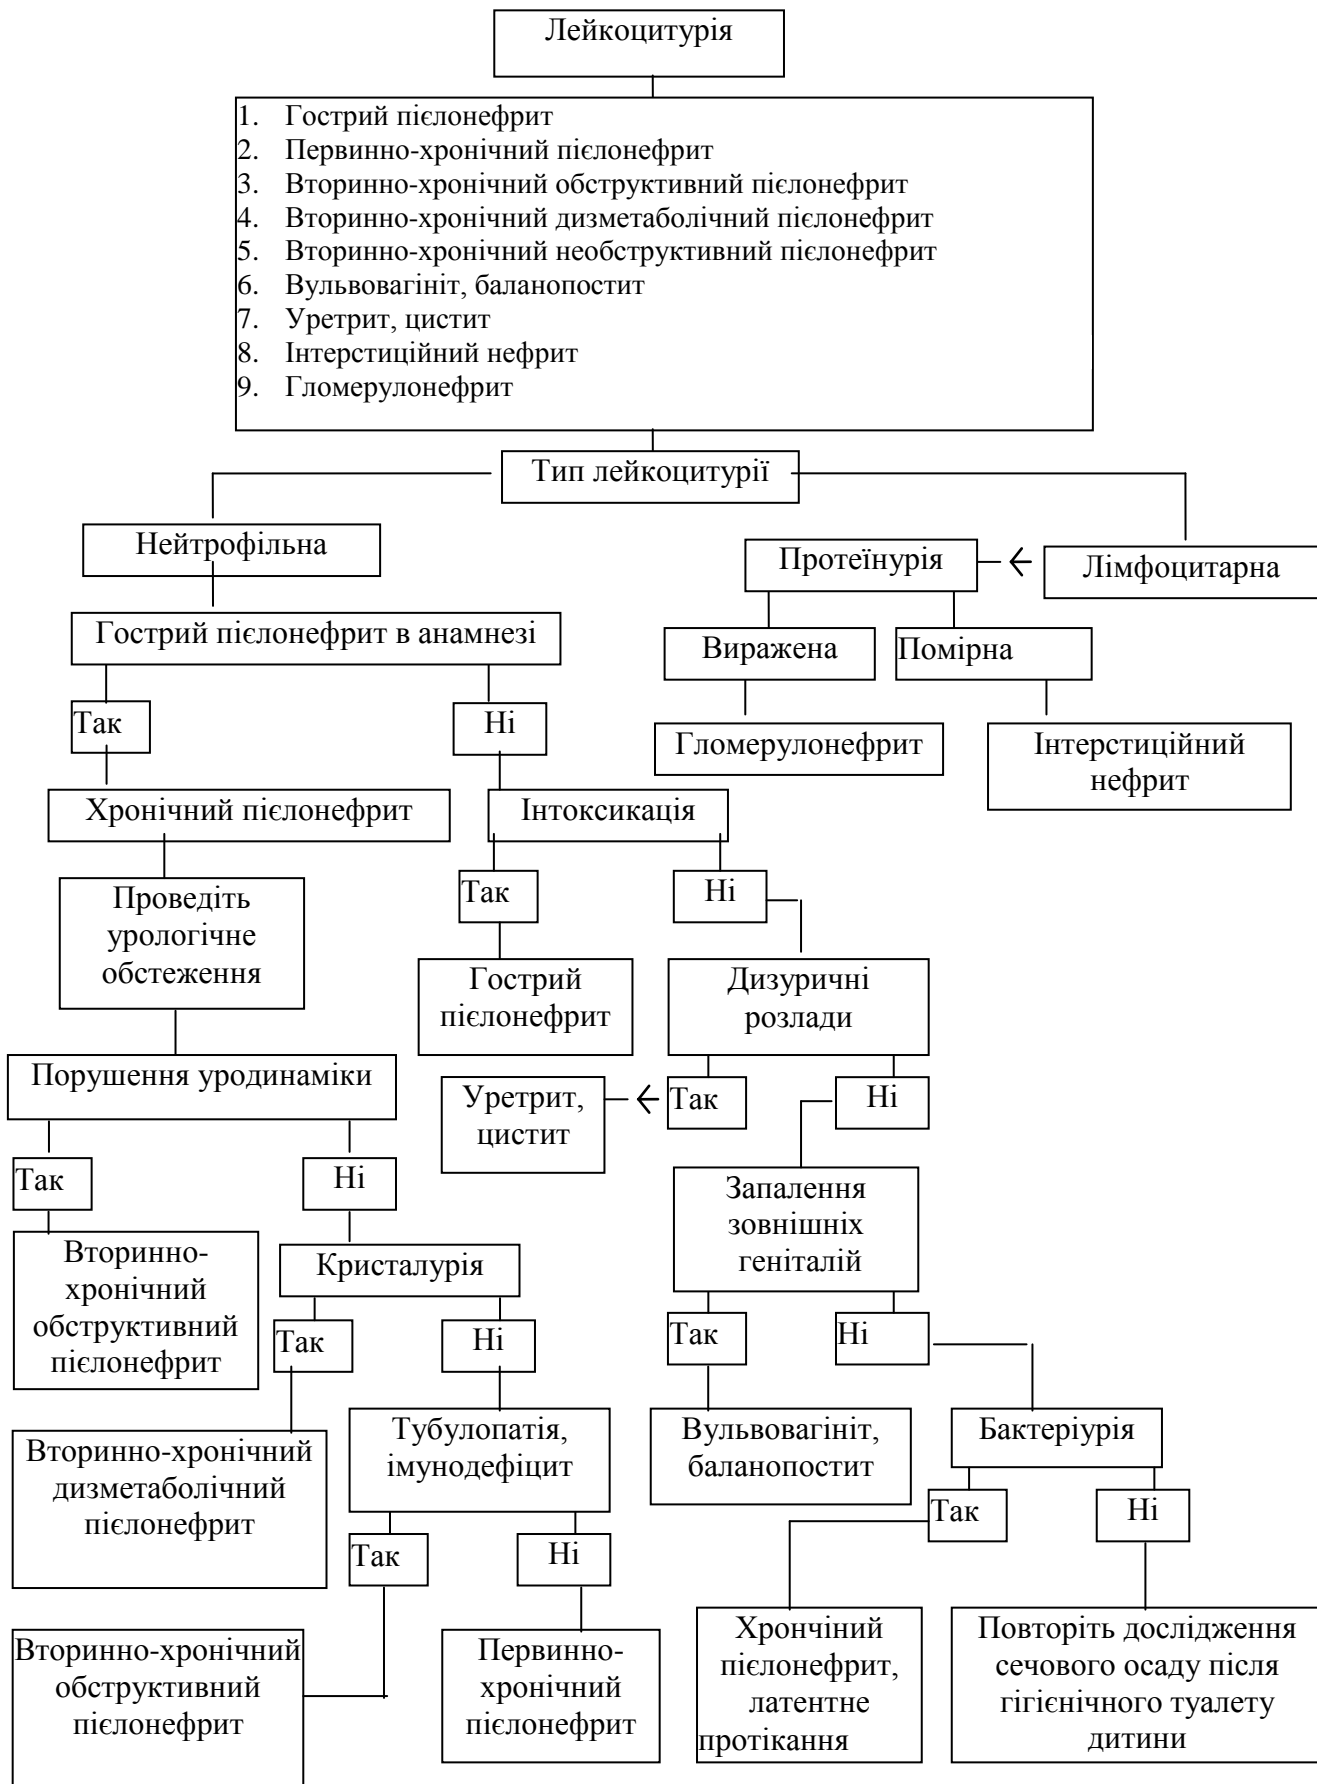 Лейкоцитурія
1. Гострий пієлонефрит
2. Первинно-хронічний пієлонефрит
3. Вторинно-хронічний обструктивний пієлонефрит
4. Вторинно-хронічний дизметаболічний пієлонефрит
5. Вторинно-хронічний необструктивний пієлонефрит
6. Вульвовагініт, баланопостит
7. Уретрит, цистит
8. Інтерстиційний нефрит
9. Гломерулонефрит
Тип лейкоцитурії
Нейтрофільна
Протеїнурія
Лімфоцитарна
Гострий пієлонефрит в анамнезі
Виражена
Помірна
Так
Ні
Гломерулонефрит
Інтерстиційний
нефрит
Хронічний пієлонефрит
Інтоксикація
Так
Ні
Проведіть
урологічне
обстеження
Гострий
пієлонефрит
Дизуричні
розлади
Порушення уродинаміки
Уретрит,
цистит
Так
Ні
Так
Ні
Запалення
зовнішніх
геніталій
Вторинно-
хронічний
обструктивний
пієлонефрит
Кристалурія
Так
Ні
Так
Ні
Вторинно-хронічний
дизметаболічний
пієлонефрит
Тубулопатія,
імунодефіцит
Вульвовагініт,
баланопостит
Бактеріурія
Так
Ні
Так
Ні
Вторинно-хронічний
обструктивний
пієлонефрит
Первинно-
хронічний
пієлонефрит
Хрончіний
пієлонефрит,
латентне
протікання
Повторіть дослідження
сечового осаду після
гігієнічного туалету
дитини